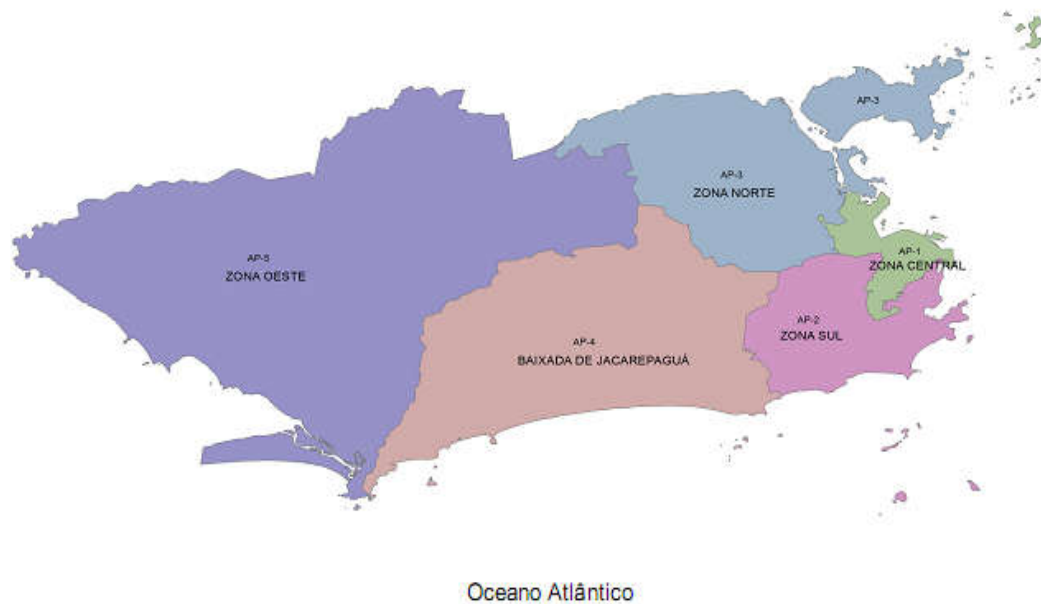 AP-3
AP-3
ZONA NORTE
AP-1
ZONA CENTRAL
AP-5
ZONA OESTE
AP-2
ZONA SUL
AP-4
BAIXADA DE JACAREPAGUÁ
Oceano Atlântico